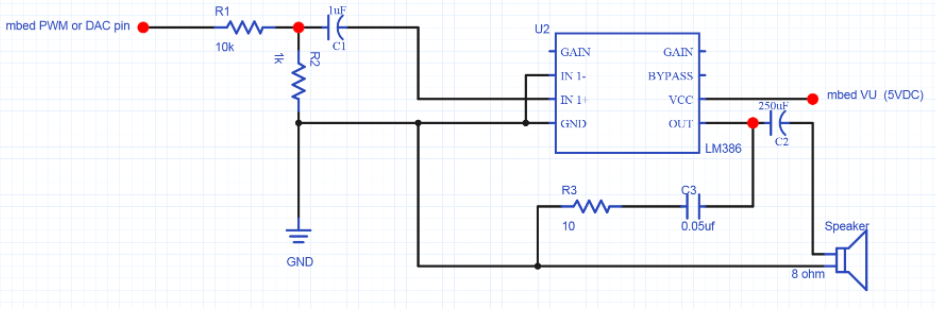 mbed PWM or DAC pin
R1
10k
1uF
C1
R2
1k
GND
U2
GAIN
IN 1-
IN 1+
GND
GAIN
BYPASS
VCC
OUT
LM386
mbed VU (5VDC)
250uF
C2
R3
10
C3
0.05uf
Speaker
8 ohm